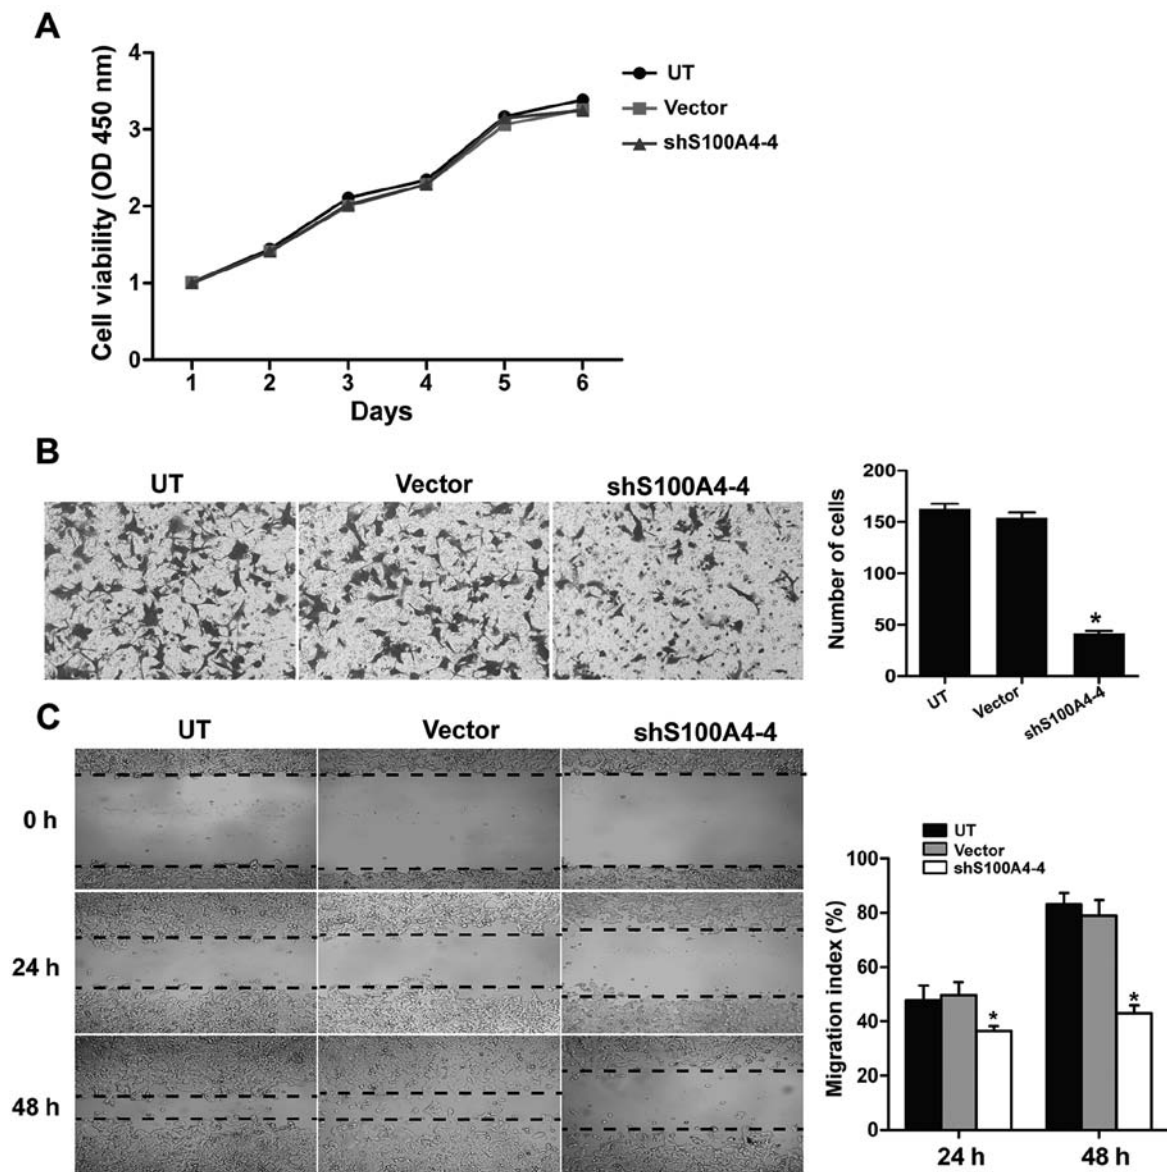 A
Cell viability (OD 450 nm)
4
3
2
1
0
1 2 3 4 5 6
Days
UT
Vector
shS100A4-4
B
UT Vector shS100A4-4
Number of cells
200
150
100
50
0
UT Vector shS100A4-4
*
C
UT Vector shS100A4-4
0 h
24 h
48 h
UT
Vector
shS100A4-4
Migration index (%)
100
80
60
40
20
0
* *
24 h 48 h